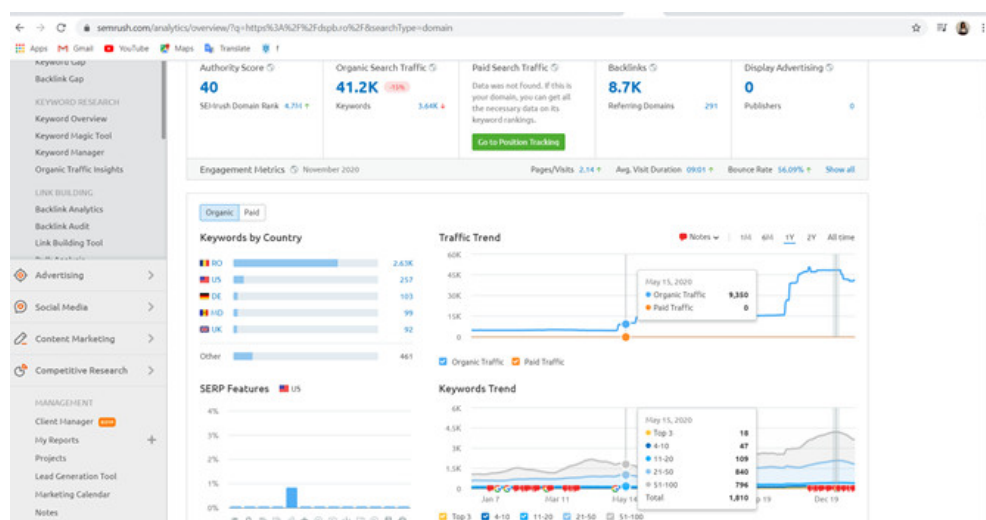 semrush.com/analytics/overview/?q=https%3A%2F%2Fdspb.ro%2F&searchType=domain
Apps Gmail YouTube Maps Translate f
Keyword Gap
Backlink Gap
KEYWORD RESEARCH
Keyword Overview
Keyword Magic Tool
Keyword Manager
Organic Traffic Insights
LINK BUILDING
Backlink Analytics
Backlink Audit
Link Building Tool
Advertising
Social Media
Content Marketing
Competitive Research
MANAGEMENT
Client Manager
My Reports
Projects
Lead Generation Tool
Marketing Calendar
Notes
Authority Score
40
SEMrush Domain Rank 4.7M ↑
Organic Search Traffic
41.2K -15%
Keywords 3.64K ↓
Paid Search Traffic
Data was not found. If this is
your domain, you can get all
the necessary data on its
keyword rankings.
Go to Position Tracking
Backlinks
8.7K
Referring Domains 291
Display Advertising
0
Publishers 0
Engagement Metrics November 2020 Pages/Visits 2.14 ↑ Avg. Visit Duration 09:01 ↑ Bounce Rate 56.09% ↑ Show all
Organic Paid
Keywords by Country
RO 2.63K
US 257
DE 103
MD 99
UK 92
Other 461
Traffic Trend
Notes 1M 6M 1Y 2Y All time
60K
45K
30K
15K
0
May 15, 2020
Organic Traffic 9,350
Paid Traffic 0
Organic Traffic Paid Traffic
SERP Features US
4%
3%
2%
1%
0%
Keywords Trend
6K
4.5K
3K
1.5K
0
May 15, 2020
Top 3 18
4-10 47
11-20 109
21-50 840
51-100 796
Total 1,810
Jan 7 Mar 11 May 14 p 19 Dec 19
Top 3 4-10 11-20 21-50 51-100